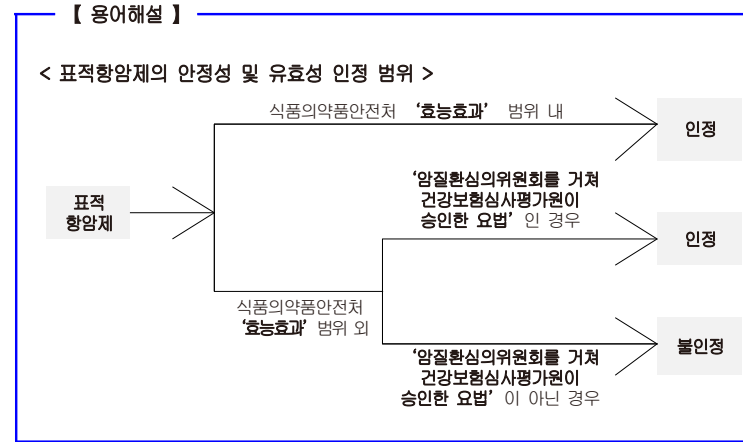 【 용어해설 】
< 표적항암제의 안정성 및 유효성 인정 범위 >
식품의약품안전처 ‘효능효과’ 범위 내
인정
‘암질환심의위원회를 거쳐
건강보험심사평가원이
승인한 요법’ 인 경우
표적
항암제
인정
식품의약품안전처
‘효능효과’ 범위 외
불인정
‘암질환심의위원회를 거쳐
건강보험심사평가원이
승인한 요법’ 이 아닌 경우